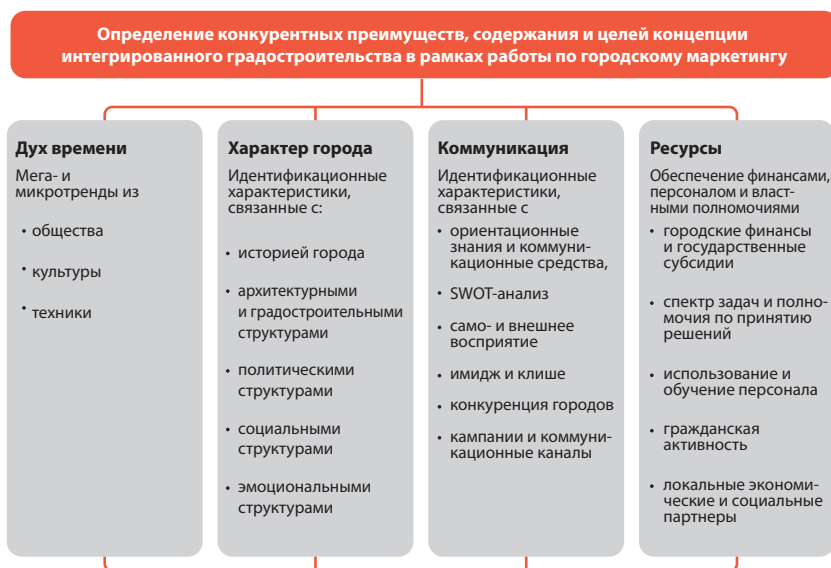 Определение конкурентных преимуществ, содержания и целей концепции
интегрированного градостроительства в рамках работы по городскому маркетингу
Дух времени
Мега- и
микротренды из
• общества
• культуры
• техники
Характер города
Идентификационные
характеристики,
связанные с:
• историей города
• архитектурными
и градостроительными
структурами
• политическими
структурами
• социальными
структурами
• эмоциональными
структурами
Коммуникация
Идентификационные
характеристики,
связанные с
• ориентационные
знания и коммуни-
кационные средства,
• SWOT-анализ
• само- и внешнее
восприятие
• имидж и клише
• конкуренция городов
• кампании и коммуни-
кационные каналы
Ресурсы
Обеспечение финансами,
персоналом и власт-
ными полномочиями
• городские финансы
и государственные
субсидии
• спектр задач и полно-
мочия по принятию
решений
• использование и
обучение персонала
• гражданская
активность
• локальные экономи-
ческие и социальные
партнеры